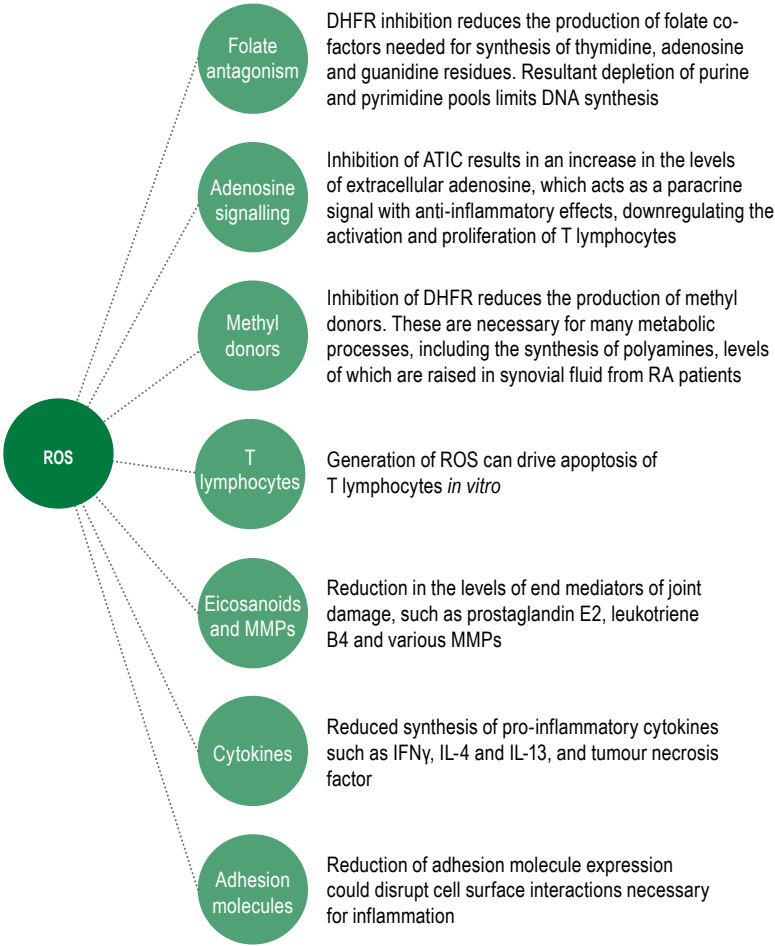 Folate
antagonism
DHFR inhibition reduces the production of folate co-
factors needed for synthesis of thymidine, adenosine
and guanidine residues. Resultant depletion of purine
and pyrimidine pools limits DNA synthesis
Adenosine
signalling
Inhibition of ATIC results in an increase in the levels
of extracellular adenosine, which acts as a paracrine
signal with anti-inflammatory effects, downregulating the
activation and proliferation of T lymphocytes
Methyl
donors
Inhibition of DHFR reduces the production of methyl
donors. These are necessary for many metabolic
processes, including the synthesis of polyamines, levels
of which are raised in synovial fluid from RA patients
ROS
T
lymphocytes
Generation of ROS can drive apoptosis of
T lymphocytes in vitro
Eicosanoids
and MMPs
Reduction in the levels of end mediators of joint
damage, such as prostaglandin E2, leukotriene
B4 and various MMPs
Cytokines
Reduced synthesis of pro-inflammatory cytokines
such as IFNγ, IL-4 and IL-13, and tumour necrosis
factor
Adhesion
molecules
Reduction of adhesion molecule expression
could disrupt cell surface interactions necessary
for inflammation